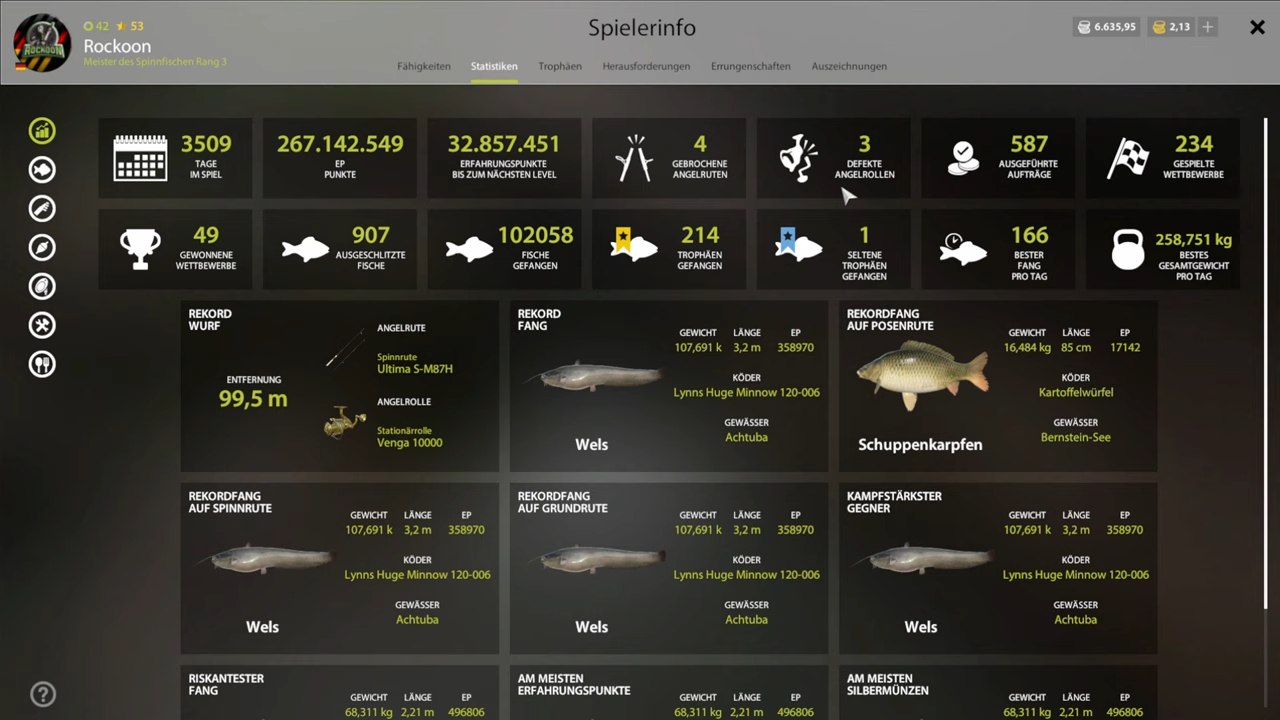 42 53
Rockoon
Meister des Spinnfischen Rang 3
ROCKOON
Spielerinfo
6.635,95
2,13
Fähigkeiten
Statistiken
Trophäen
Herausforderungen
Errungenschaften
Auszeichnungen
3509
TAGE
IM SPIEL
267.142.549
EP
PUNKTE
32.857.451
ERFAHRUNGSPUNKTE
BIS ZUM NÄCHSTEN LEVEL
4
GEBROCHENE
ANGELRUTEN
3
DEFEKTE
ANGELROLLEN
587
AUSGEFÜHRTE
AUFTRÄGE
234
GESPIELTE
WETTBEWERBE
49
GEWONNENE
WETTBEWERBE
907
AUSGESCHLITZTE
FISCHE
102058
FISCHE
GEFANGEN
214
TROPHÄEN
GEFANGEN
1
SELTENE
TROPHÄEN
GEFANGEN
166
BESTER
FANG
PRO TAG
258,751 kg
BESTES
GESAMTGEWICHT
PRO TAG
REKORD
WURF
ENTFERNUNG
99,5 m
ANGELRUTE
Spinnrute
Ultima S-M87H
ANGELROLLE
Stationärrolle
Venga 10000
REKORD
FANG
GEWICHT LÄNGE EP
107,691 k 3,2 m 358970
KÖDER
Lynns Huge Minnow 120-006
GEWÄSSER
Achtuba
Wels
REKORDFANG
AUF POSENRUTE
GEWICHT LÄNGE EP
16,484 kg 85 cm 17142
KÖDER
Kartoffelwürfel
GEWÄSSER
Bernstein-See
Schuppenkarpfen
REKORDFANG
AUF SPINNRUTE
GEWICHT LÄNGE EP
107,691 k 3,2 m 358970
KÖDER
Lynns Huge Minnow 120-006
GEWÄSSER
Achtuba
Wels
REKORDFANG
AUF GRUNDRUTE
GEWICHT LÄNGE EP
107,691 k 3,2 m 358970
KÖDER
Lynns Huge Minnow 120-006
GEWÄSSER
Achtuba
Wels
KAMPFSTÄRKSTER
GEGNER
GEWICHT LÄNGE EP
107,691 k 3,2 m 358970
KÖDER
Lynns Huge Minnow 120-006
GEWÄSSER
Achtuba
Wels
RISKANTESTER
FANG
GEWICHT LÄNGE EP
68,311 kg 2,21 m 496806
AM MEISTEN
ERFAHRUNGSPUNKTE
GEWICHT LÄNGE EP
68,311 kg 2,21 m 496806
AM MEISTEN
SILBERMÜNZEN
GEWICHT LÄNGE EP
68,311 kg 2,21 m 496806